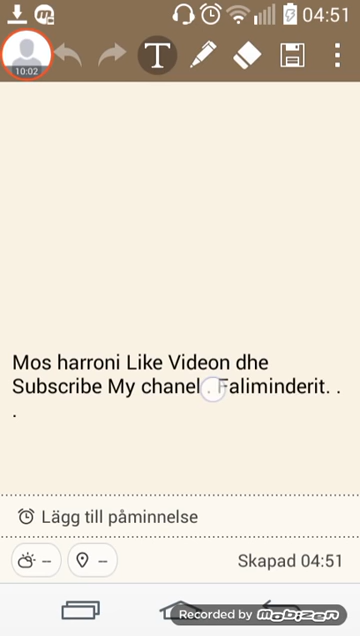 04:51
10:02
T
Mos harroni Like Videon dhe
Subscribe My chanel . Faliminderit. .
.
Lägg till påminnelse
– –
Skapad 04:51
Recorded by mobizen